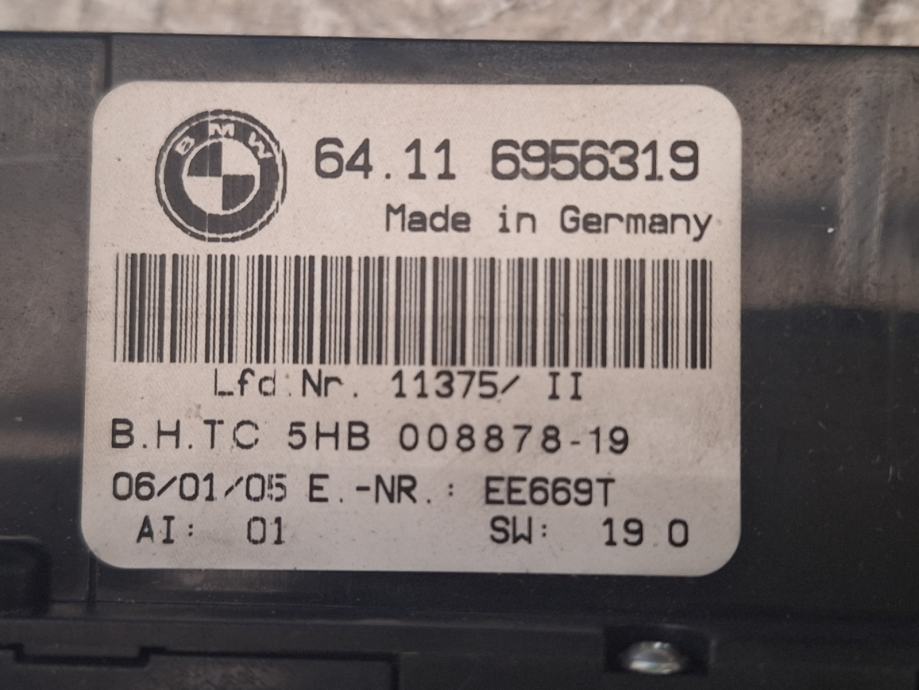 BMW
64.11 6956319
Made in Germany
Lfd.Nr. 11375/ II
B.H.TC 5HB 008878-19
06/01/05 E.-NR.: EE669T
AI: 01 SW: 19.0